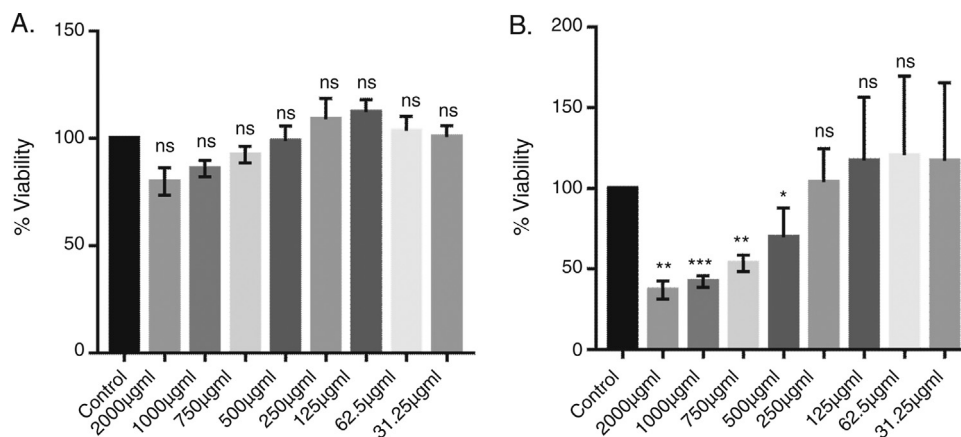 A.
% Viability
150
100
50
0
ns
ns
ns
ns
ns
ns
ns
ns
Control
2000µgml
1000µgml
750µgml
500µgml
250µgml
125µgml
62.5µgml
31.25µgml
B.
% Viability
200
150
100
50
0
**
***
**
*
ns
ns
ns
Control
2000µgml
1000µgml
750µgml
500µgml
250µgml
125µgml
62.5µgml
31.25µgml